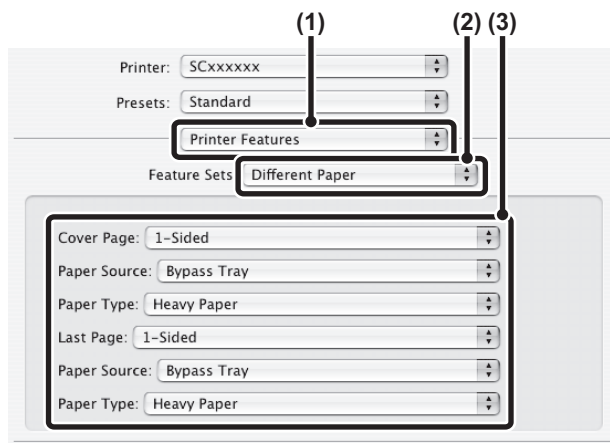 (1) (2) (3)
Printer: SCxxxxxx
Presets: Standard
Printer Features
Feature Sets Different Paper
Cover Page: 1-Sided
Paper Source: Bypass Tray
Paper Type: Heavy Paper
Last Page: 1-Sided
Paper Source: Bypass Tray
Paper Type: Heavy Paper